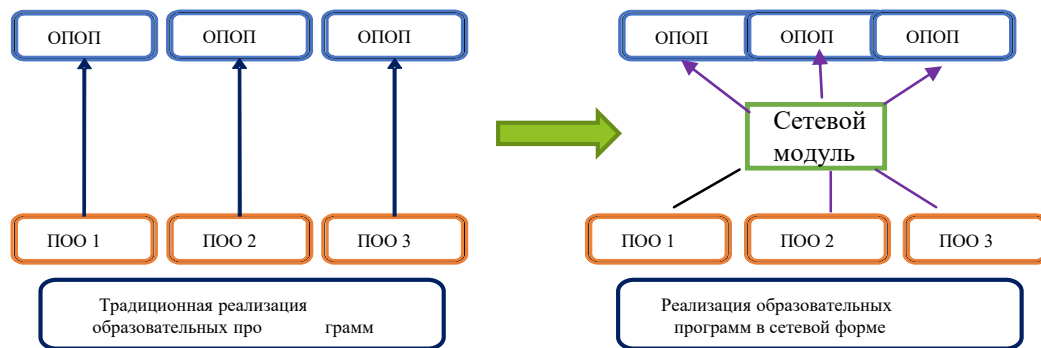 ОПОП
ОПОП
ОПОП
ПОО 1
ПОО 2
ПОО 3
Традиционная реализация
образовательных про грамм
ОПОП
ОПОП
ОПОП
Сетевой
модуль
ПОО 1
ПОО 2
ПОО 3
Реализация образовательных
программ в сетевой форме